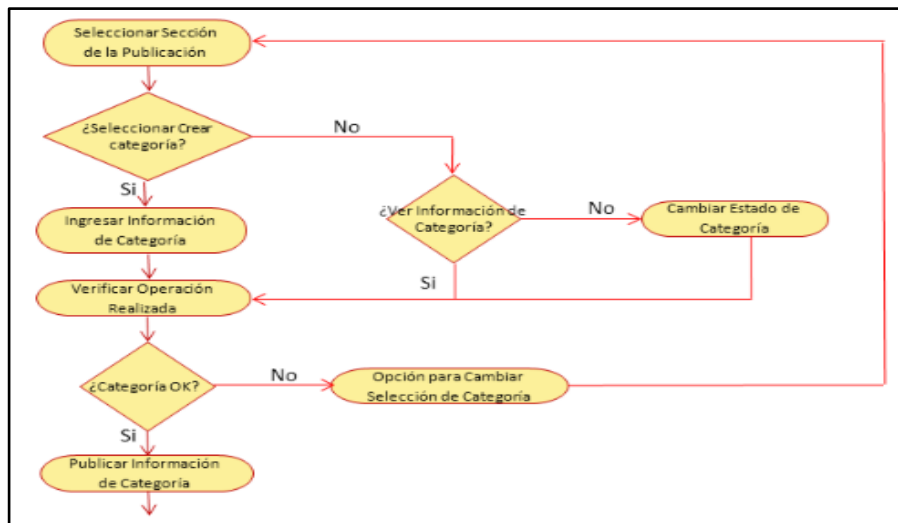 Seleccionar Sección
de la Publicación
¿Seleccionar Crear
categoría?
No
Si
¿Ver Información de
Categoría?
No
Cambiar Estado de
Categoría
Ingresar Información
de Categoría
Si
Verificar Operación
Realizada
¿Categoría OK?
No
Opción para Cambiar
Selección de Categoría
Si
Publicar Información
de Categoría